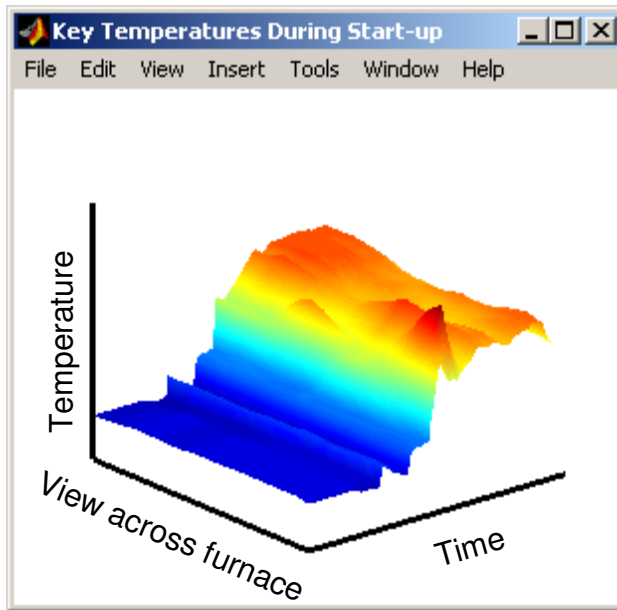 Key Temperatures During Start-up
File Edit View Insert Tools Window Help
Temperature
View across furnace
Time